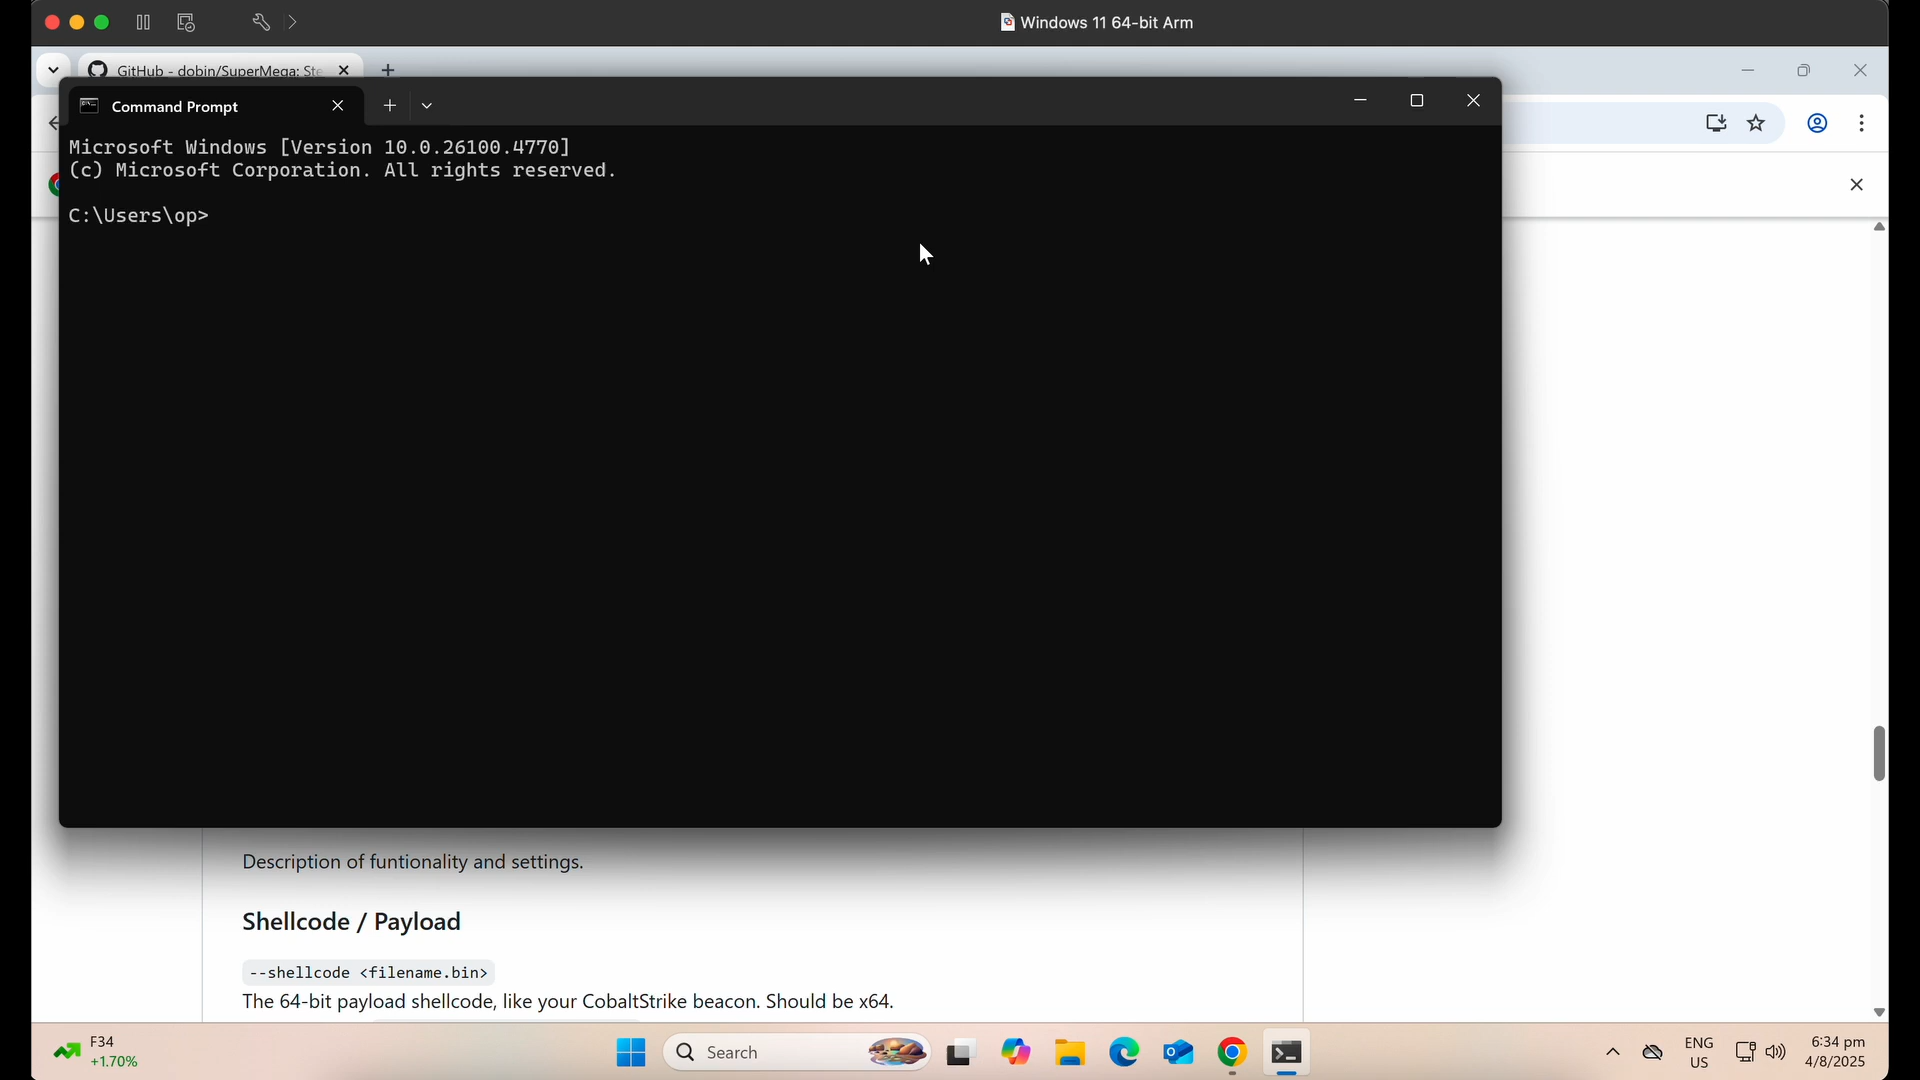 Windows 11 64-bit Arm
GitHub - dobin/SuperMega: Ste
Command Prompt
Microsoft Windows [Version 10.0.26100.4770]
(c) Microsoft Corporation. All rights reserved.
C:\Users\op>
Description of funtionality and settings.
Shellcode / Payload
--shellcode <filename.bin>
The 64-bit payload shellcode, like your CobaltStrike beacon. Should be x64.
F34
+1.70%
Search
ENG
US
6:34 pm
4/8/2025